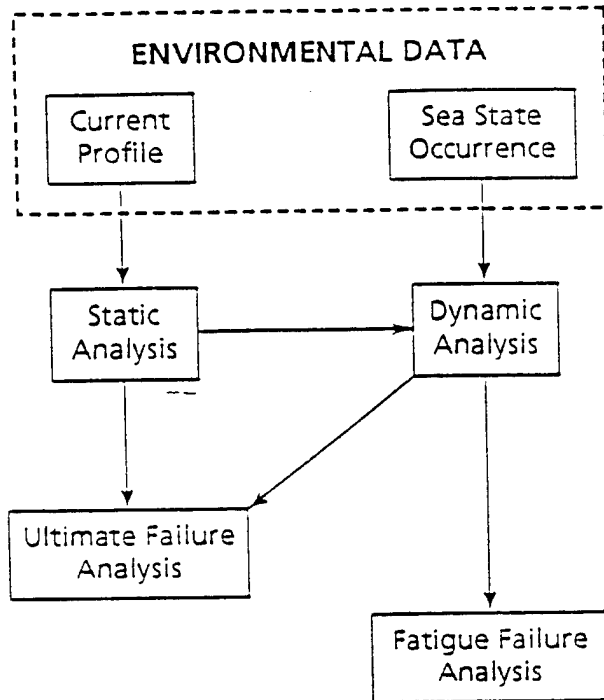 ENVIRONMENTAL DATA
Current
Profile
Sea State
Occurrence
Static
Analysis
Dynamic
Analysis
Ultimate Failure
Analysis
Fatigue Failure
Analysis